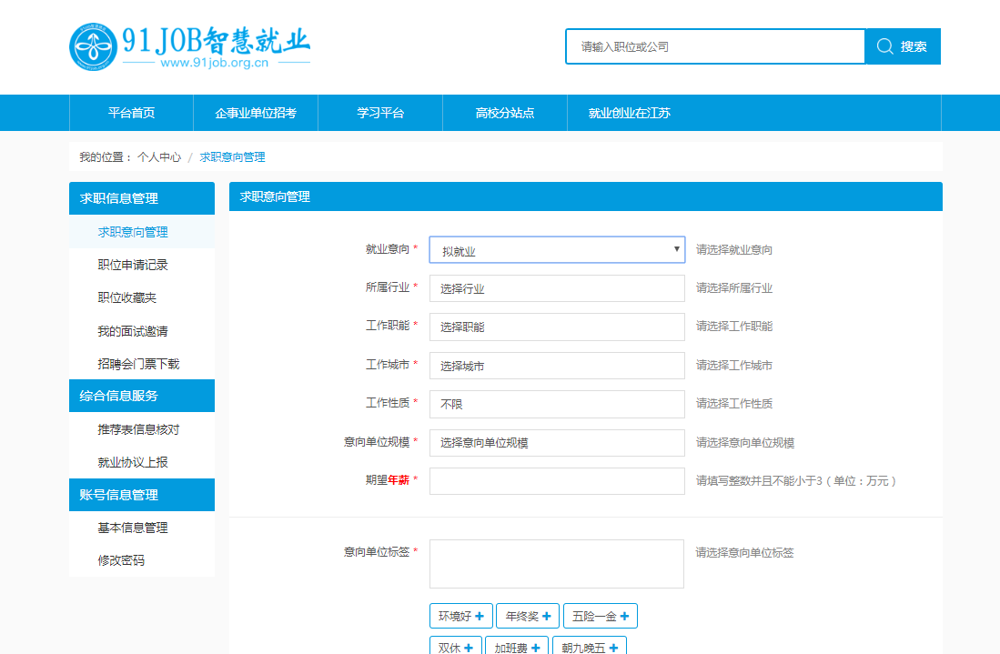 91JOB智慧就业
www.91job.org.cn
请输入职位或公司
搜索
平台首页 企事业单位招考 学习平台 高校分站点 就业创业在江苏
我的位置： 个人中心 / 求职意向管理
求职信息管理
求职意向管理
职位申请记录
职位收藏夹
我的面试邀请
招聘会门票下载
综合信息服务
推荐表信息核对
就业协议上报
账号信息管理
基本信息管理
修改密码
求职意向管理
就业意向 * 拟就业 请选择就业意向
所属行业 * 选择行业 请选择所属行业
工作职能 * 选择职能 请选择工作职能
工作城市 * 选择城市 请选择工作城市
工作性质 * 不限 请选择工作性质
意向单位规模 * 选择意向单位规模 请选择意向单位规模
期望年薪 * 请填写整数并且不能小于3（单位：万元）
意向单位标签 * 请选择意向单位标签
环境好 + 年终奖 + 五险一金 +
双休 + 加班费 + 朝九晚五 +